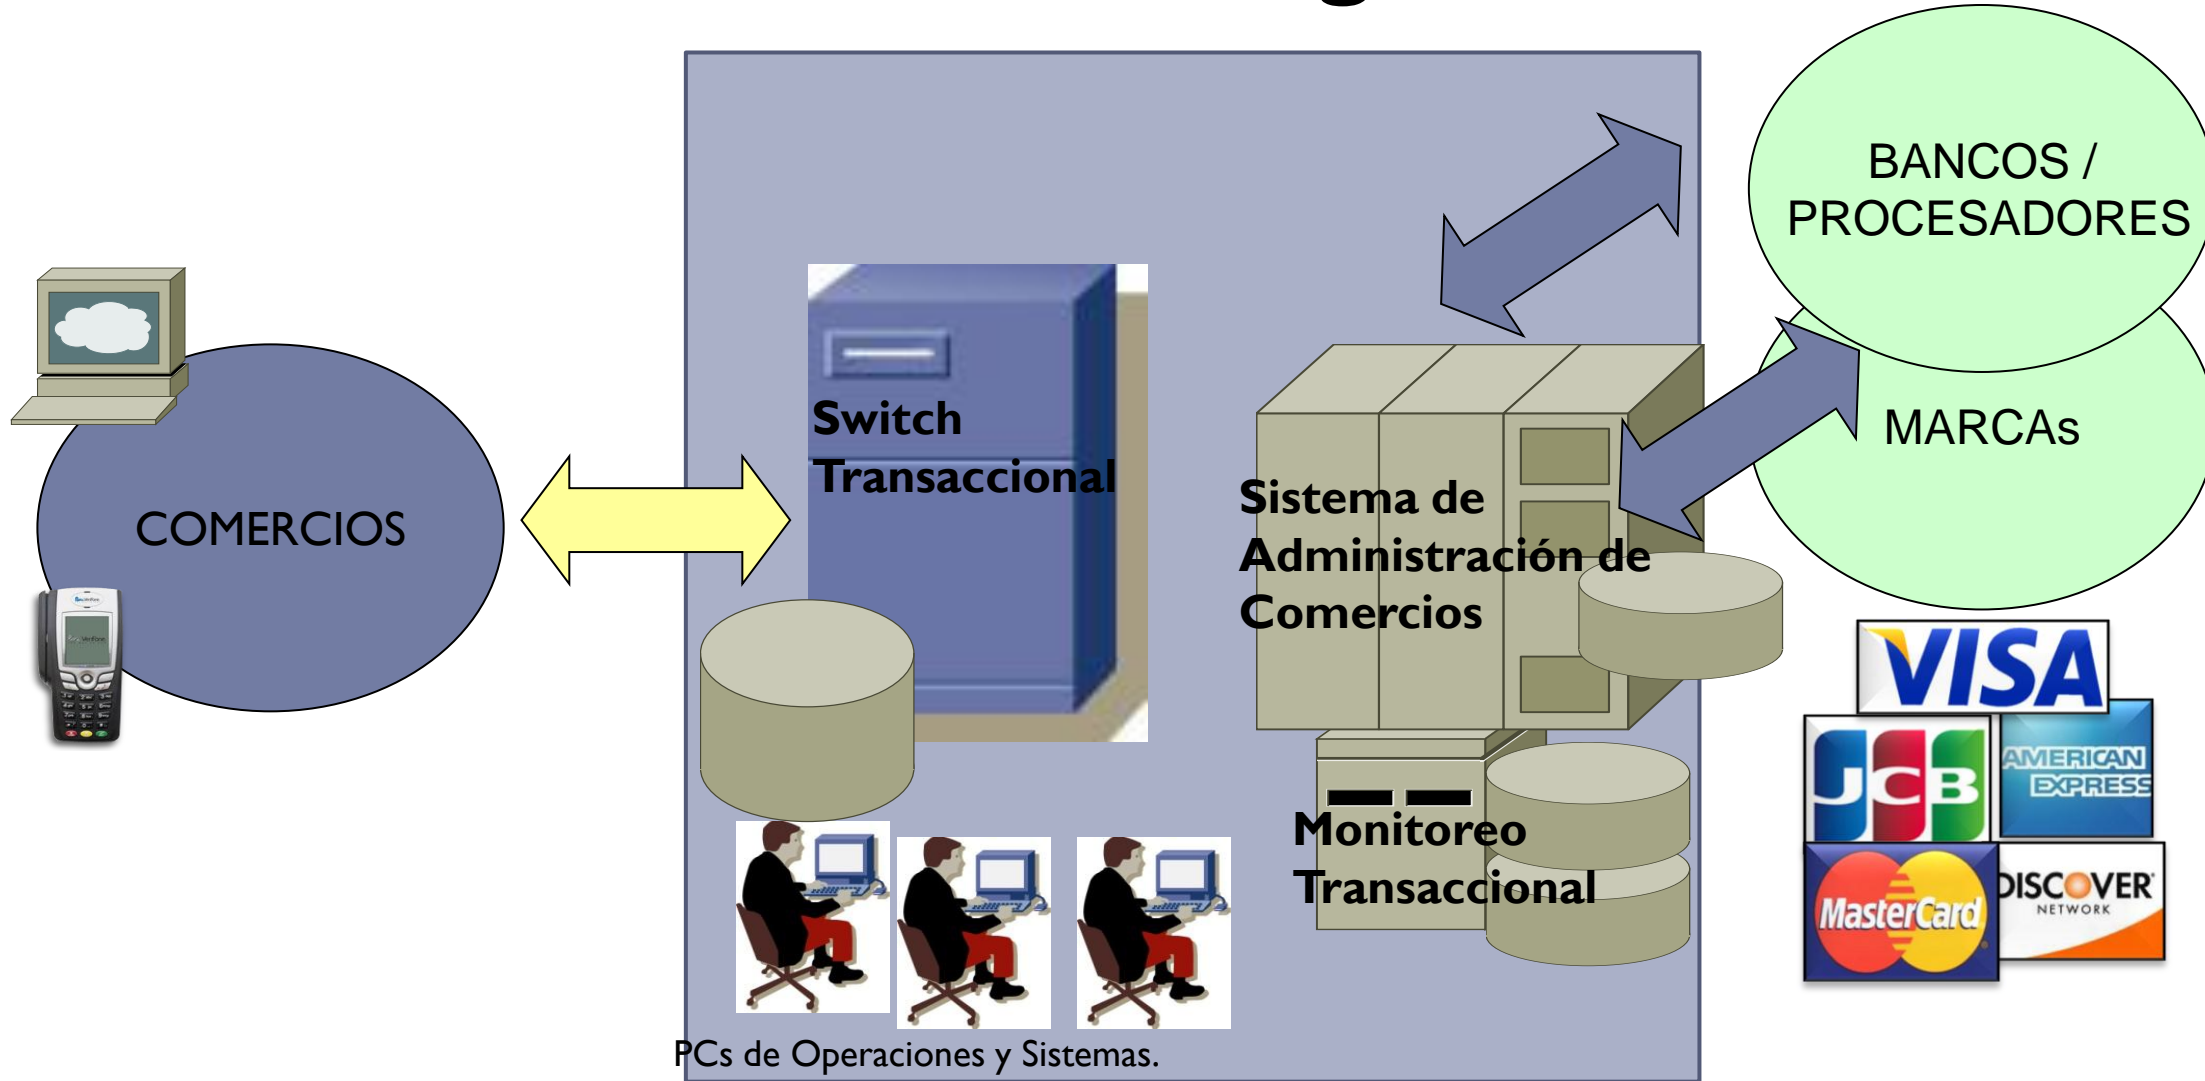 COMERCIOS
Switch
Transaccional
Sistema de
Administración de
Comercios
Monitoreo
Transaccional
PCs de Operaciones y Sistemas.
BANCOS /
PROCESADORES
MARCAs
VISA
JCB
AMERICAN
EXPRESS
MasterCard
DISCOVER
NETWORK